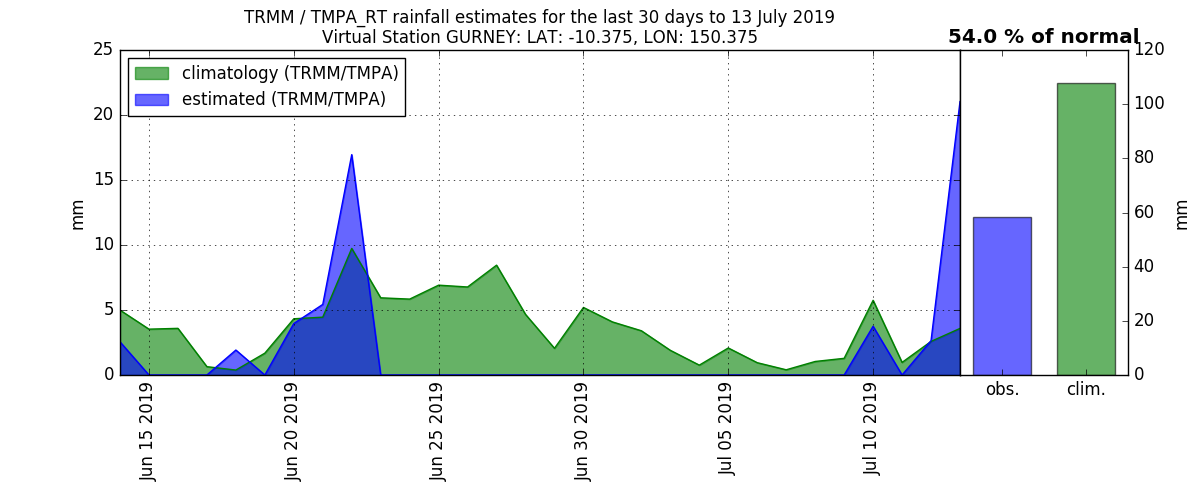 TRMM / TMPA_RT rainfall estimates for the last 30 days to 13 July 2019
Virtual Station GURNEY: LAT: -10.375, LON: 150.375
54.0 % of normal
climatology (TRMM/TMPA)
estimated (TRMM/TMPA)
25
20
15
10
5
0
mm
Jun 15 2019
Jun 20 2019
Jun 25 2019
Jun 30 2019
Jul 05 2019
Jul 10 2019
obs.
clim.
120
100
80
60
40
20
0
mm